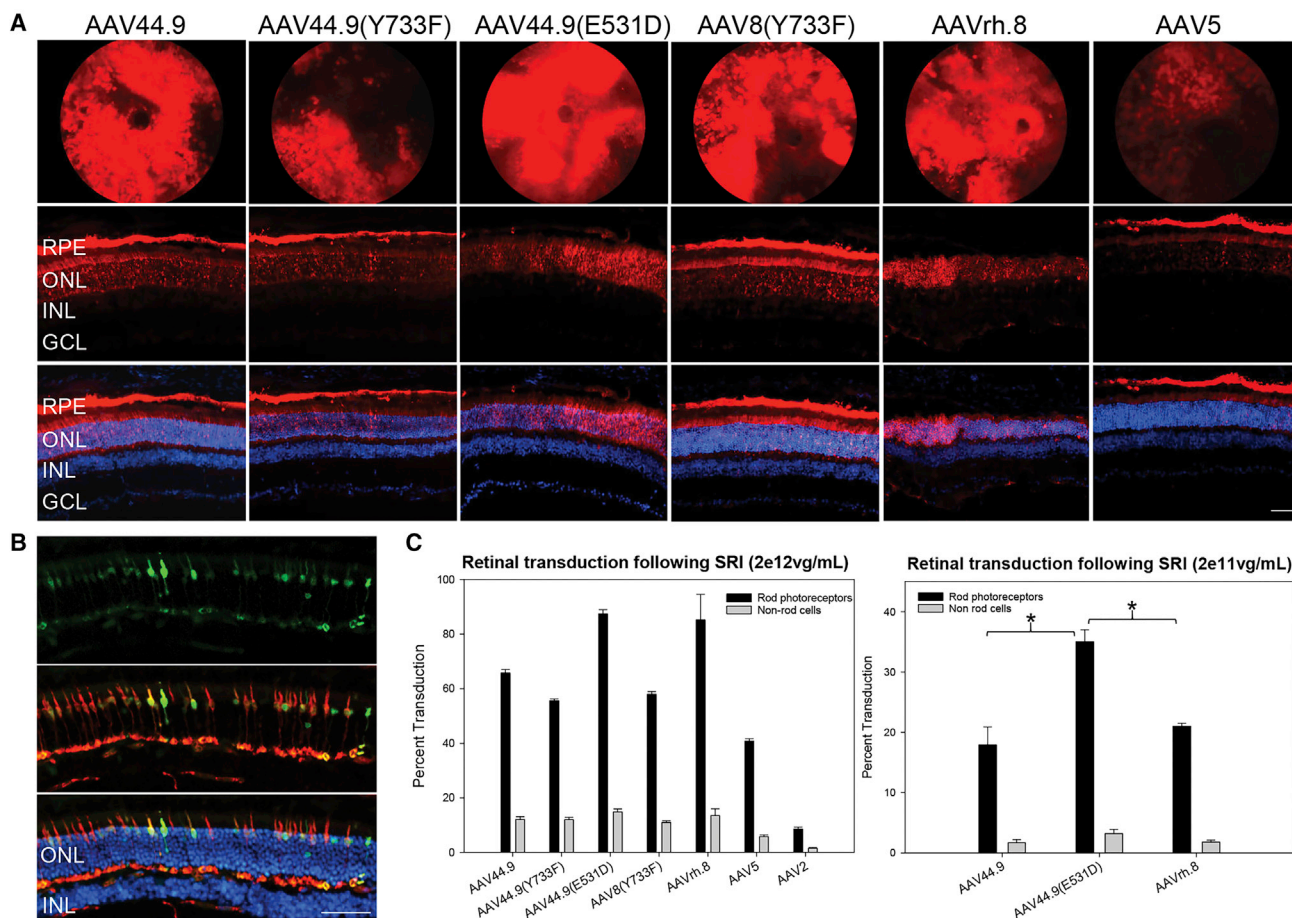 A
AAV44.9
AAV44.9(Y733F)
AAV44.9(E531D)
AAV8(Y733F)
AAVrh.8
AAV5
RPE
ONL
INL
GCL
RPE
ONL
INL
GCL
B
ONL
INL
C
Retinal transduction following SRI (2e12vg/mL)
Rod photoreceptors
Non-rod cells
Percent Transduction
100
80
60
40
20
0
AAV44.9
AAV44.9(Y733F)
AAV44.9(E531D)
AAV8(Y733F)
AAVrh.8
AAV5
AAV2
Retinal transduction following SRI (2e11vg/mL)
Rod photoreceptors
Non rod cells
* *
Percent Transduction
40
30
20
10
0
AAV44.9
AAV44.9(E531D)
AAVrh.8